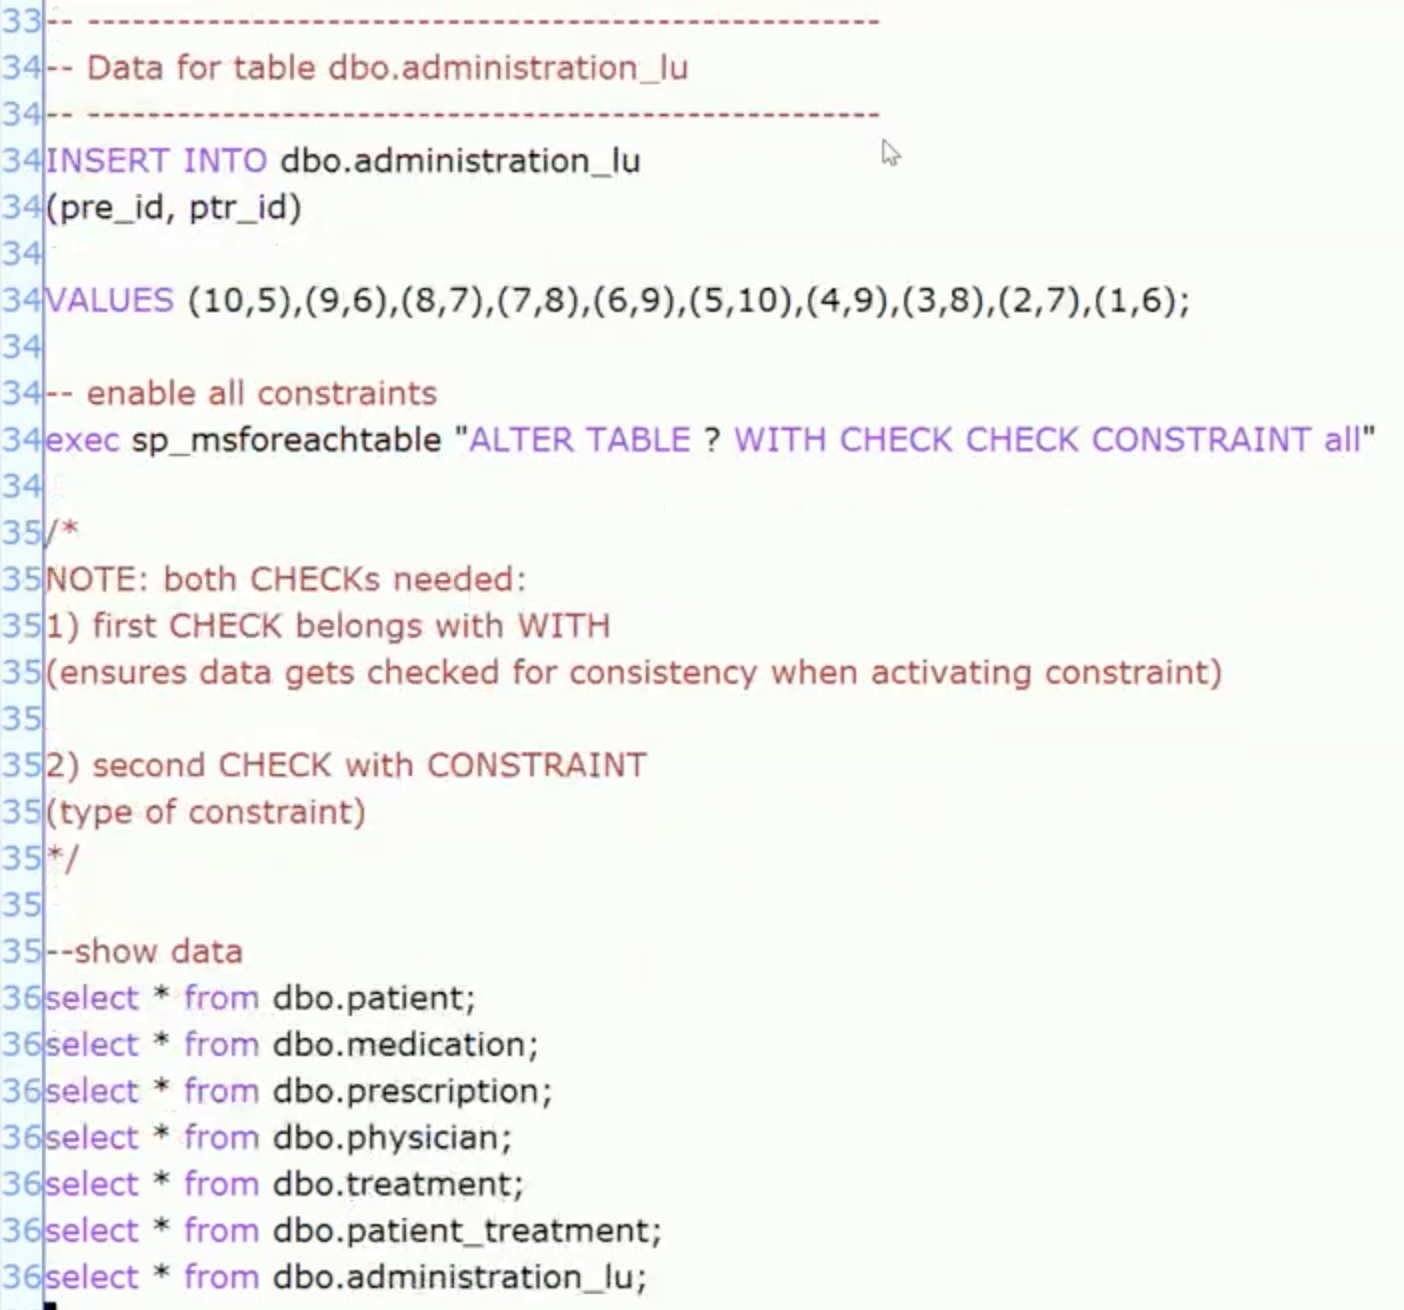 33-- --------------------------------------------------------
34-- Data for table dbo.administration_lu
34-- --------------------------------------------------------
34INSERT INTO dbo.administration_lu
34(pre_id, ptr_id)
34
34VALUES (10,5),(9,6),(8,7),(7,8),(6,9),(5,10),(4,9),(3,8),(2,7),(1,6);
34
34-- enable all constraints
34exec sp_msforeachtable "ALTER TABLE ? WITH CHECK CHECK CONSTRAINT all"
34
35/*
35NOTE: both CHECKs needed:
351) first CHECK belongs with WITH
35(ensures data gets checked for consistency when activating constraint)
35
352) second CHECK with CONSTRAINT
35(type of constraint)
35*/
35
35--show data
36select * from dbo.patient;
36select * from dbo.medication;
36select * from dbo.prescription;
36select * from dbo.physician;
36select * from dbo.treatment;
36select * from dbo.patient_treatment;
36select * from dbo.administration_lu;